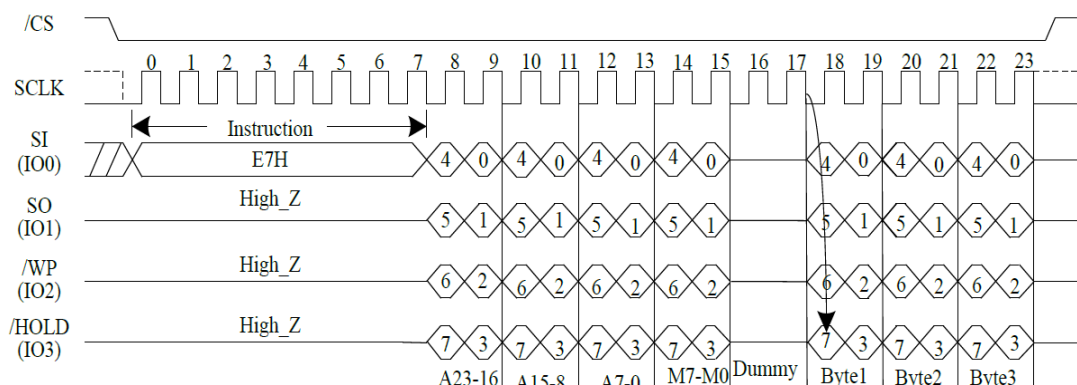 /CS
0 1 2 3 4 5 6 7 8 9 10 11 12 13 14 15 16 17 18 19 20 21 22 23
SCLK
Instruction
SI
(IO0)
E7H
4 0 4 0 4 0 4 0 4 0 4 0 4 0
High_Z
SO
(IO1)
5 1 5 1 5 1 5 1 5 1 5 1 5 1
High_Z
/WP
(IO2)
6 2 6 2 6 2 6 2 6 2 6 2 6 2
High_Z
/HOLD
(IO3)
7 3 7 3 7 3 7 3 7 3 7 3 7 3
A23-16 A15-8 A7-0 M7-M0 Dummy Byte1 Byte2 Byte3